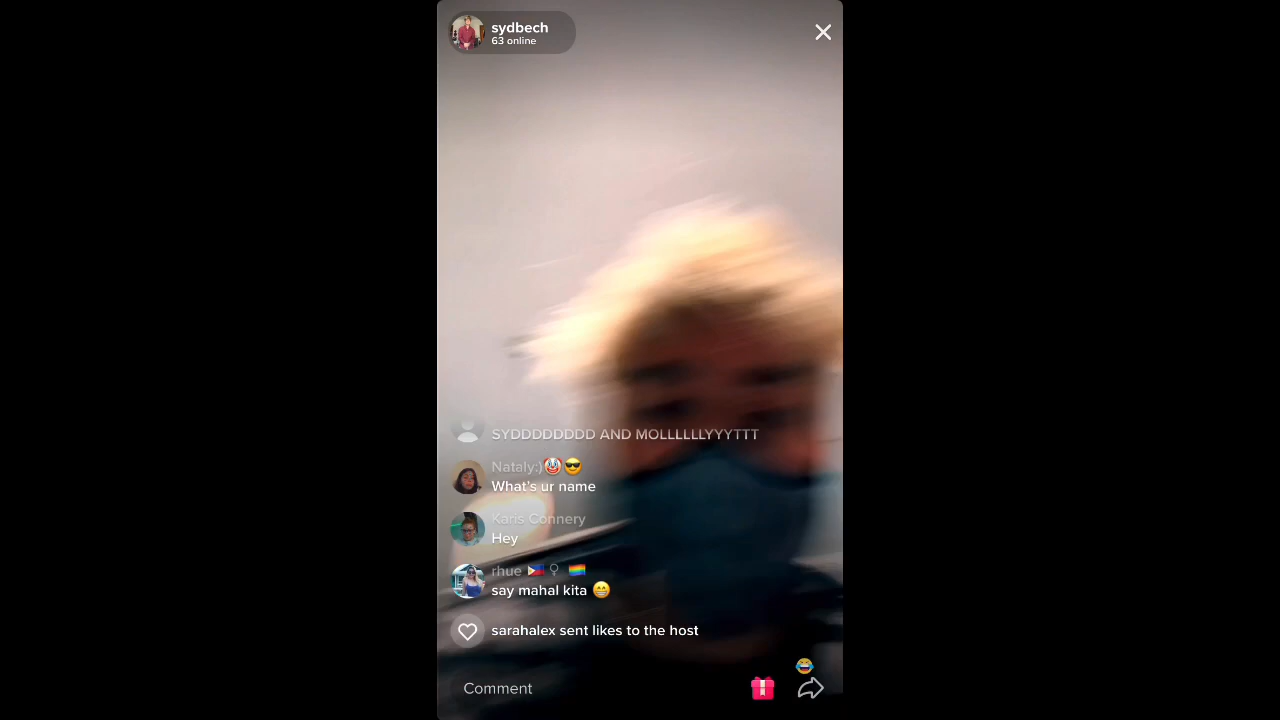 sydbech
63 online
SYDDDDDDDD AND MOLLLLLLYYYTTT
Nataly:)🤡😎
What's ur name
Karis Connery
Hey
rhue 🇵🇭♀🏳️‍🌈
say mahal kita 😁
sarahalex sent likes to the host
Comment